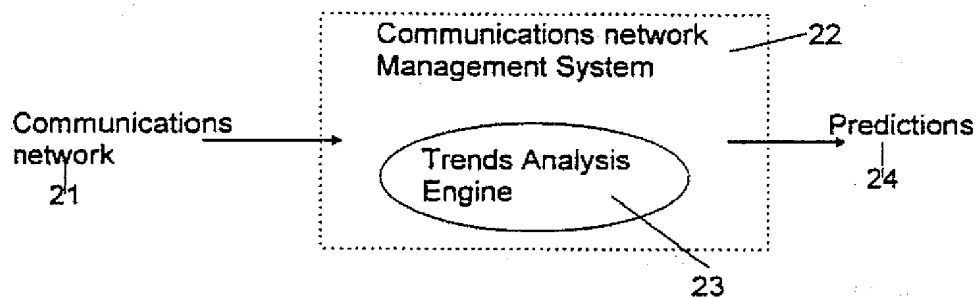 Communications network
Management System
22
Communications
network
21
Trends Analysis
Engine
Predictions
24
23